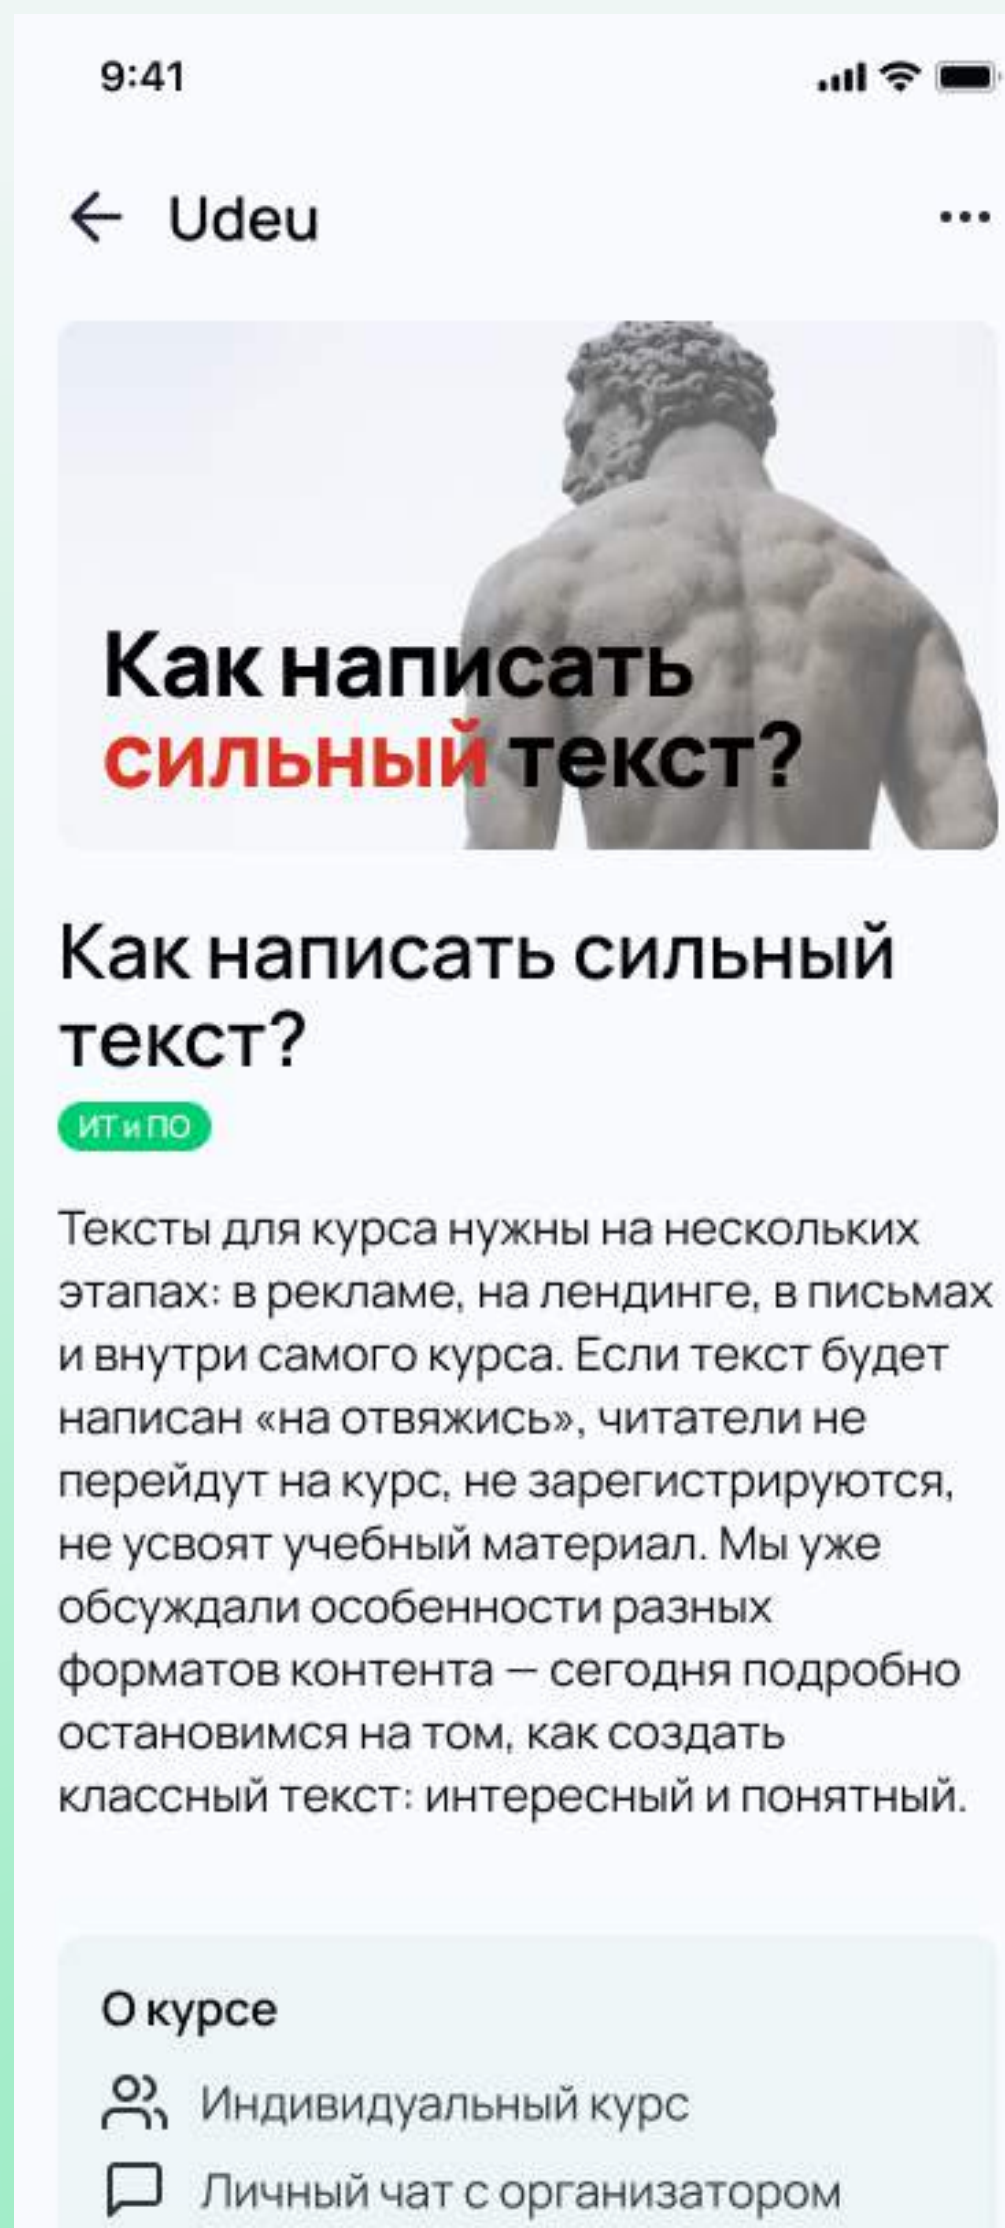 9:41
Udeu
Как написать
сильный текст?
Как написать сильный
текст?
ИТ и ПО
Тексты для курса нужны на нескольких
этапах: в рекламе, на лендинге, в письмах
и внутри самого курса. Если текст будет
написан «на отвяжись», читатели не
перейдут на курс, не зарегистрируются,
не усвоят учебный материал. Мы уже
обсуждали особенности разных
форматов контента — сегодня подробно
остановимся на том, как создать
классный текст: интересный и понятный.
О курсе
Индивидуальный курс
Личный чат с организатором